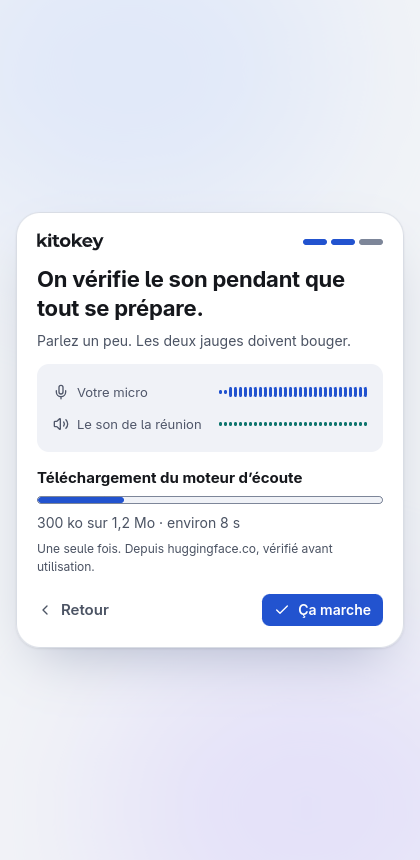 kitokey
On vérifie le son pendant que
tout se prépare.
Parlez un peu. Les deux jauges doivent bouger.
Votre micro
Le son de la réunion
Téléchargement du moteur d’écoute
300 ko sur 1,2 Mo · environ 8 s
Une seule fois. Depuis huggingface.co, vérifié avant
utilisation.
Retour
Ça marche